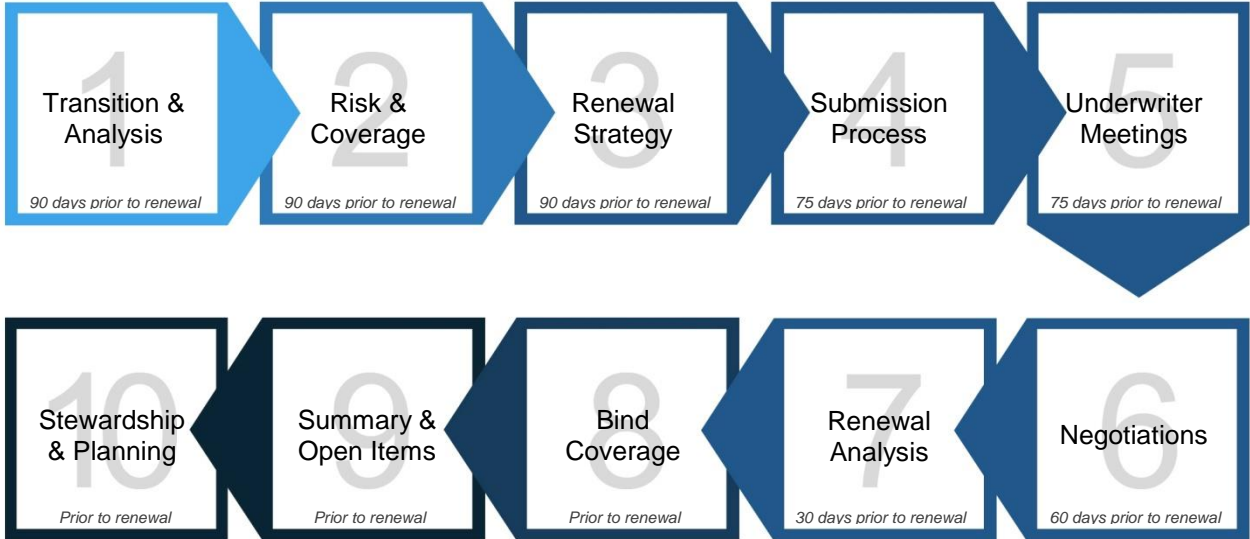 1
Transition &
Analysis
90 days prior to renewal
2
Risk &
Coverage
90 days prior to renewal
3
Renewal
Strategy
90 days prior to renewal
4
Submission
Process
75 days prior to renewal
5
Underwriter
Meetings
75 days prior to renewal
6
Negotiations
60 days prior to renewal
7
Renewal
Analysis
30 days prior to renewal
8
Bind
Coverage
Prior to renewal
9
Summary &
Open Items
Prior to renewal
10
Stewardship
& Planning
Prior to renewal